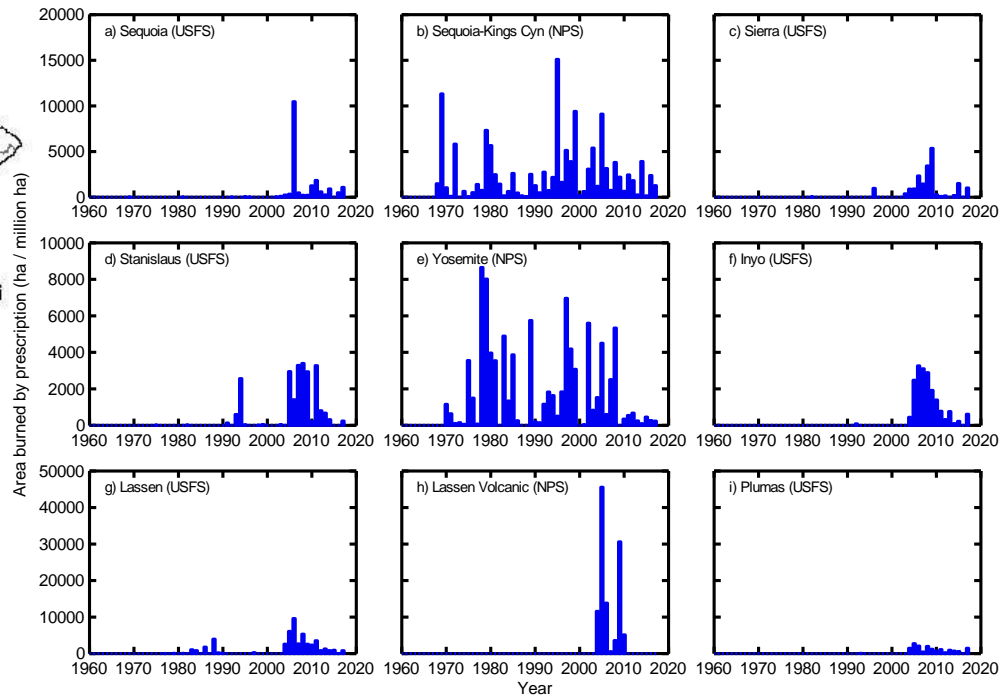 Area burned by prescription (ha / million ha)
20000
15000
10000
5000
0
a) Sequoia (USFS)
1960 1970 1980 1990 2000 2010 2020
b) Sequoia-Kings Cyn (NPS)
1960 1970 1980 1990 2000 2010 2020
c) Sierra (USFS)
1960 1970 1980 1990 2000 2010 2020
10000
8000
6000
4000
2000
0
d) Stanislaus (USFS)
1960 1970 1980 1990 2000 2010 2020
e) Yosemite (NPS)
1960 1970 1980 1990 2000 2010 2020
f) Inyo (USFS)
1960 1970 1980 1990 2000 2010 2020
50000
40000
30000
20000
10000
0
g) Lassen (USFS)
1960 1970 1980 1990 2000 2010 2020
h) Lassen Volcanic (NPS)
1960 1970 1980 1990 2000 2010 2020
i) Plumas (USFS)
1960 1970 1980 1990 2000 2010 2020
Year